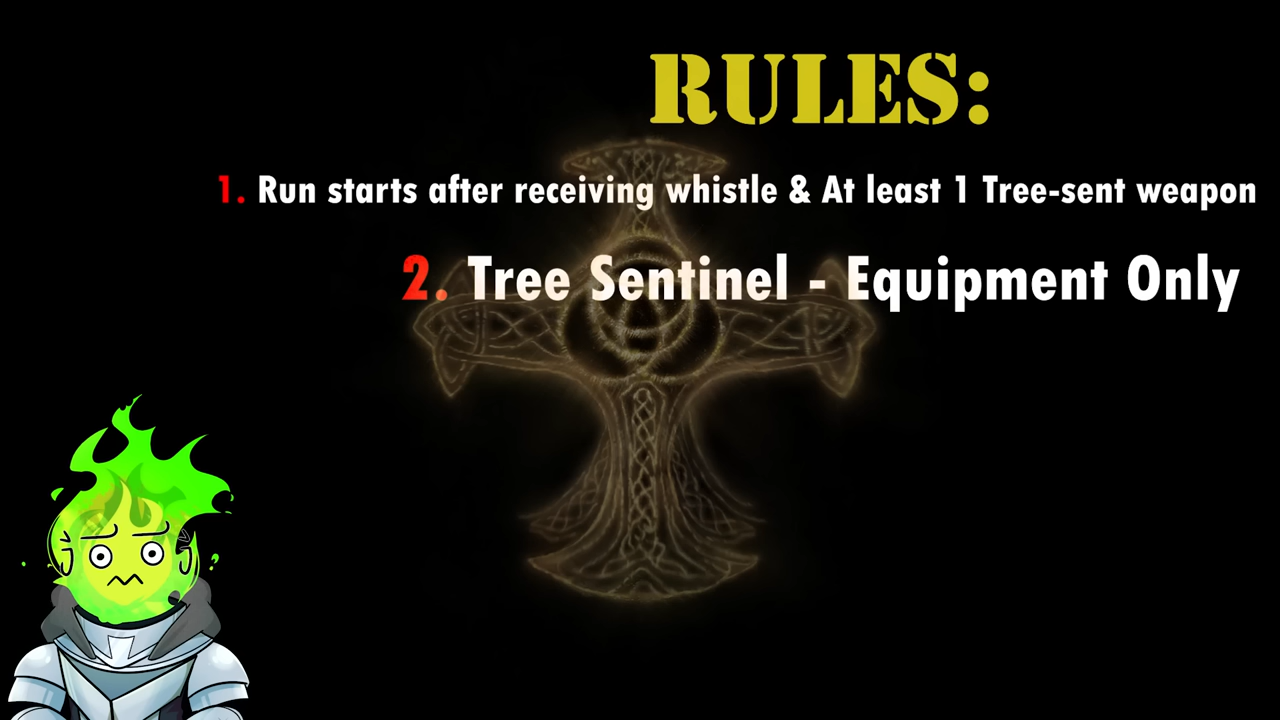 RULES:
1. Run starts after receiving whistle & At least 1 Tree-sent weapon
2. Tree Sentinel - Equipment Only